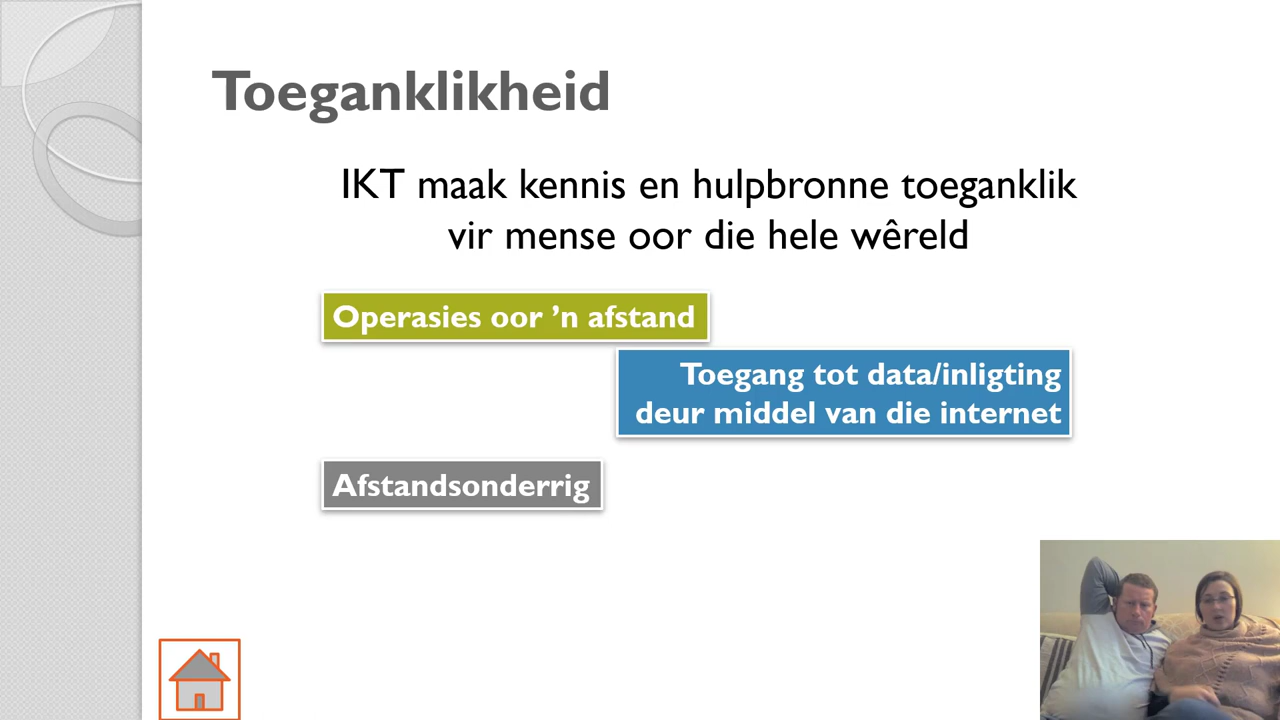 Toeganklikheid
IKT maak kennis en hulpbronne toeganklik
vir mense oor die hele wêreld
Operasies oor ’n afstand
Toegang tot data/inligting
deur middel van die internet
Afstandsonderrig